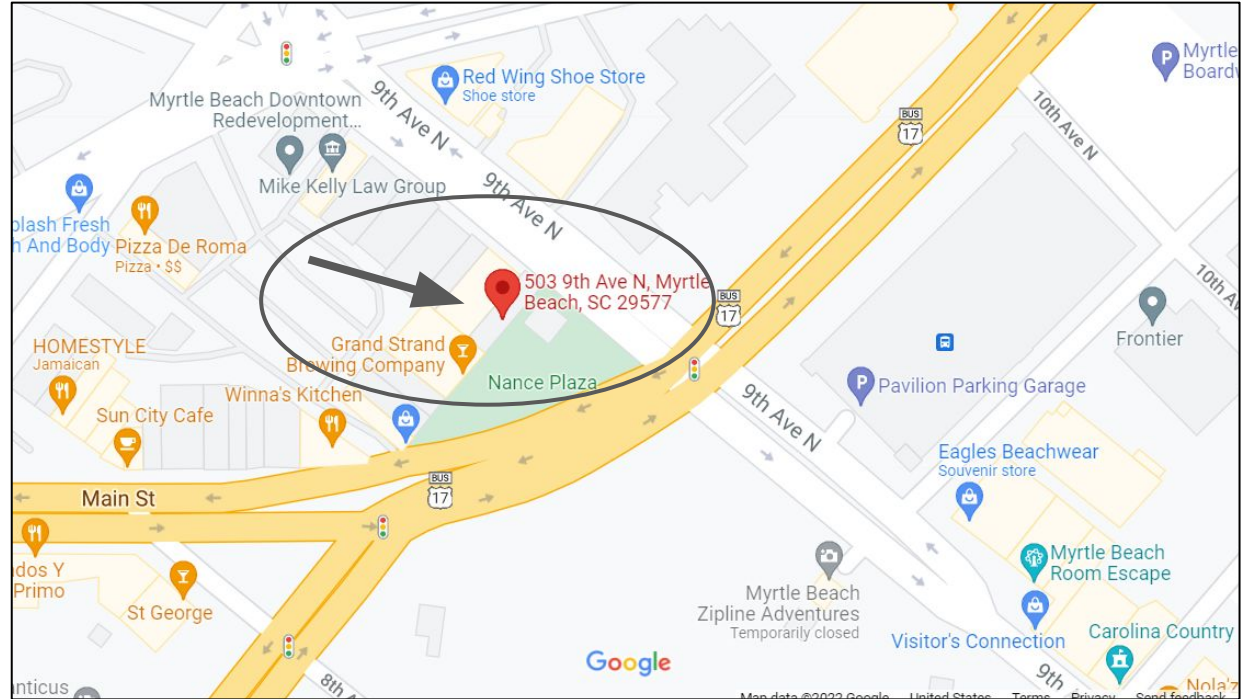 Myrtle
Boardw
Red Wing Shoe Store
Shoe store
9th Ave N
Myrtle Beach Downtown
Redevelopment...
BUS
17
10th Ave N
Mike Kelly Law Group
9th Ave N
plash Fresh
h And Body
Pizza De Roma
Pizza • $$
503 9th Ave N, Myrtle
Beach, SC 29577
BUS
17
10th Av
Frontier
HOMESTYLE
Jamaican
Grand Strand
Brewing Company
Winna's Kitchen
Nance Plaza
Pavilion Parking Garage
Sun City Cafe
9th Ave N
Eagles Beachwear
Souvenir store
BUS
17
Main St
Myrtle Beach
Room Escape
dos Y
Primo
St George
Myrtle Beach
Zipline Adventures
Temporarily closed
Visitor's Connection
Carolina Country
Google
8th A
9th
anticus
Nola'z
Map data ©2022 Google United States Terms Privacy Send feedback